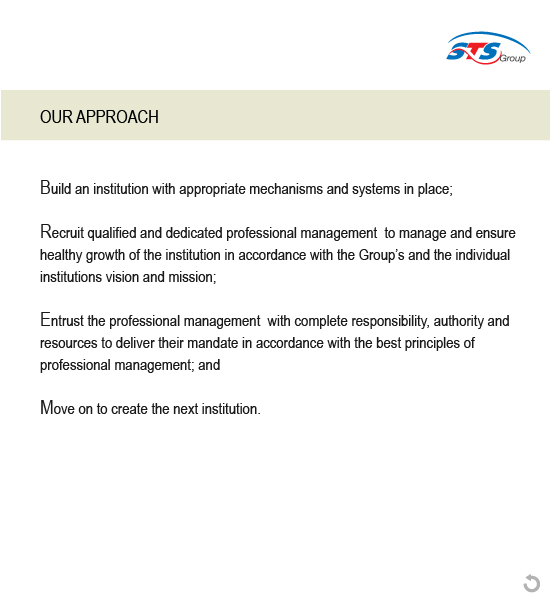 STS Group
OUR APPROACH
Build an institution with appropriate mechanisms and systems in place;
Recruit qualified and dedicated professional management to manage and ensure
healthy growth of the institution in accordance with the Group's and the individual
institutions vision and mission;
Entrust the professional management with complete responsibility, authority and
resources to deliver their mandate in accordance with the best principles of
professional management; and
Move on to create the next institution.